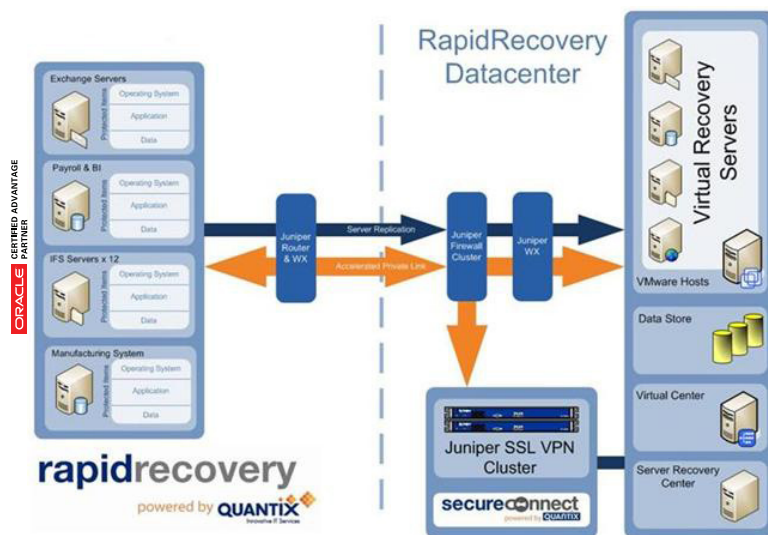 ORACLE
CERTIFIED ADVANTAGE
PARTNER
Exchange Servers
Protected Items
Operating System
Application
Data
Payroll & BI
Protected Items
Operating System
Application
Data
IFS Servers x 12
Protected Items
Operating System
Application
Data
Manufacturing System
Protected Items
Operating System
Application
Data
rapidrecovery
powered by QUANTIX
Innovative IT Services
Juniper
Router
& WX
Server Replication
Accelerated Private Link
RapidRecovery
Datacenter
Juniper
Firewall
Cluster
Juniper
WX
Juniper SSL VPN
Cluster
secureconnect
powered by QUANTIX
Virtual Recovery
Servers
VMware Hosts
Data Store
Virtual Center
Server Recovery
Center